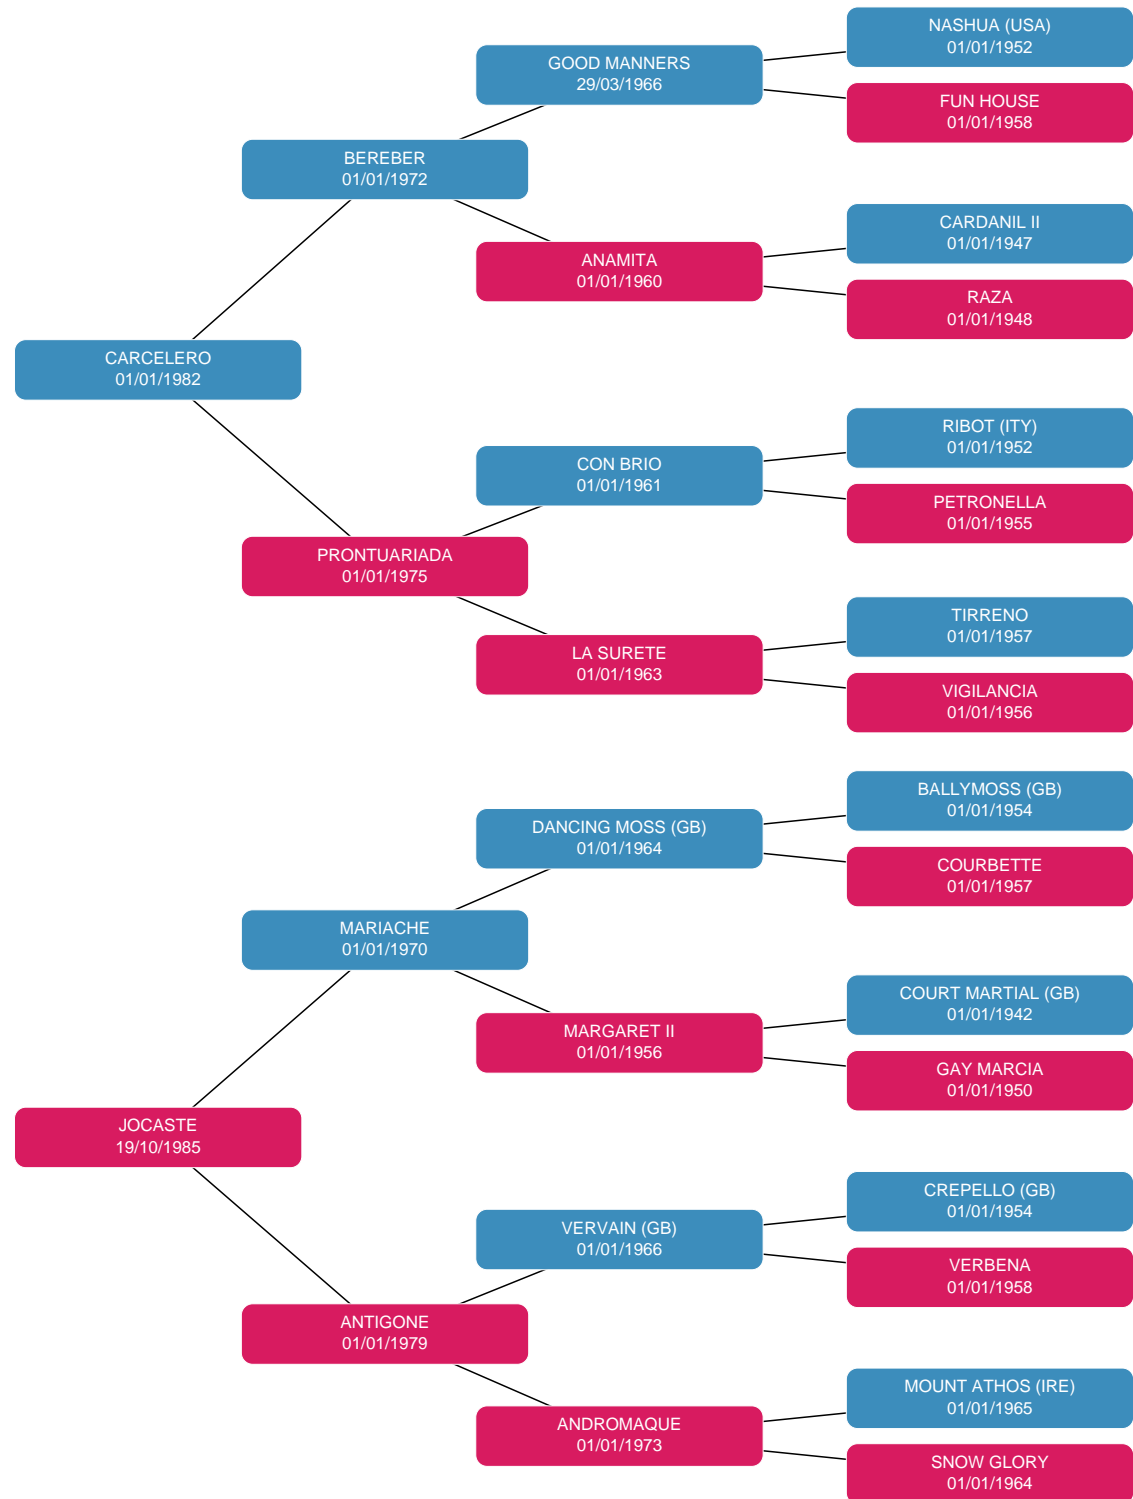 NASHUA (USA)
01/01/1952
GOOD MANNERS
29/03/1966
FUN HOUSE
01/01/1958
BEREBER
01/01/1972
CARDANIL II
01/01/1947
ANAMITA
01/01/1960
RAZA
01/01/1948
CARCELERO
01/01/1982
RIBOT (ITY)
01/01/1952
CON BRIO
01/01/1961
PETRONELLA
01/01/1955
PRONTUARIADA
01/01/1975
TIRRENO
01/01/1957
LA SURETE
01/01/1963
VIGILANCIA
01/01/1956
BALLYMOSS (GB)
01/01/1954
DANCING MOSS (GB)
01/01/1964
COURBETTE
01/01/1957
MARIACHE
01/01/1970
COURT MARTIAL (GB)
01/01/1942
MARGARET II
01/01/1956
GAY MARCIA
01/01/1950
JOCASTE
19/10/1985
CREPELLO (GB)
01/01/1954
VERVAIN (GB)
01/01/1966
VERBENA
01/01/1958
ANTIGONE
01/01/1979
MOUNT ATHOS (IRE)
01/01/1965
ANDROMAQUE
01/01/1973
SNOW GLORY
01/01/1964